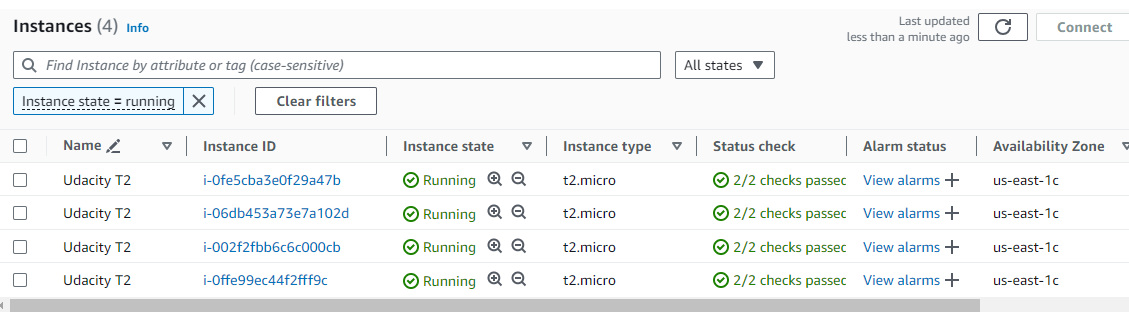 Instances (4) Info
Last updated
less than a minute ago
Connect
Find Instance by attribute or tag (case-sensitive)
All states
Instance state = running
Clear filters
Name Instance ID Instance state Instance type Status check Alarm status Availability Zone
Udacity T2 i-0fe5cba3e0f29a47b Running t2.micro 2/2 checks passed View alarms us-east-1c
Udacity T2 i-06db453a73e7a102d Running t2.micro 2/2 checks passed View alarms us-east-1c
Udacity T2 i-002f2fbb6c6c000cb Running t2.micro 2/2 checks passed View alarms us-east-1c
Udacity T2 i-0ffe99ec44f2fff9c Running t2.micro 2/2 checks passed View alarms us-east-1c